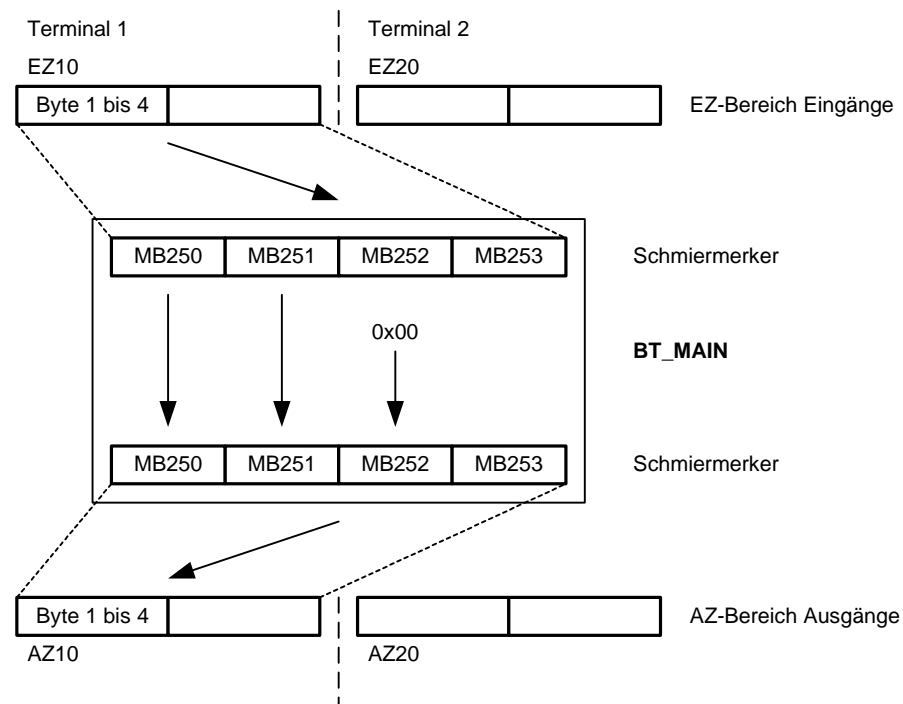 Terminal 1
Terminal 2
EZ10
EZ20
Byte 1 bis 4
EZ-Bereich Eingänge
MB250 MB251 MB252 MB253
Schmiermerker
0x00
BT_MAIN
MB250 MB251 MB252 MB253
Schmiermerker
Byte 1 bis 4
AZ-Bereich Ausgänge
AZ10
AZ20